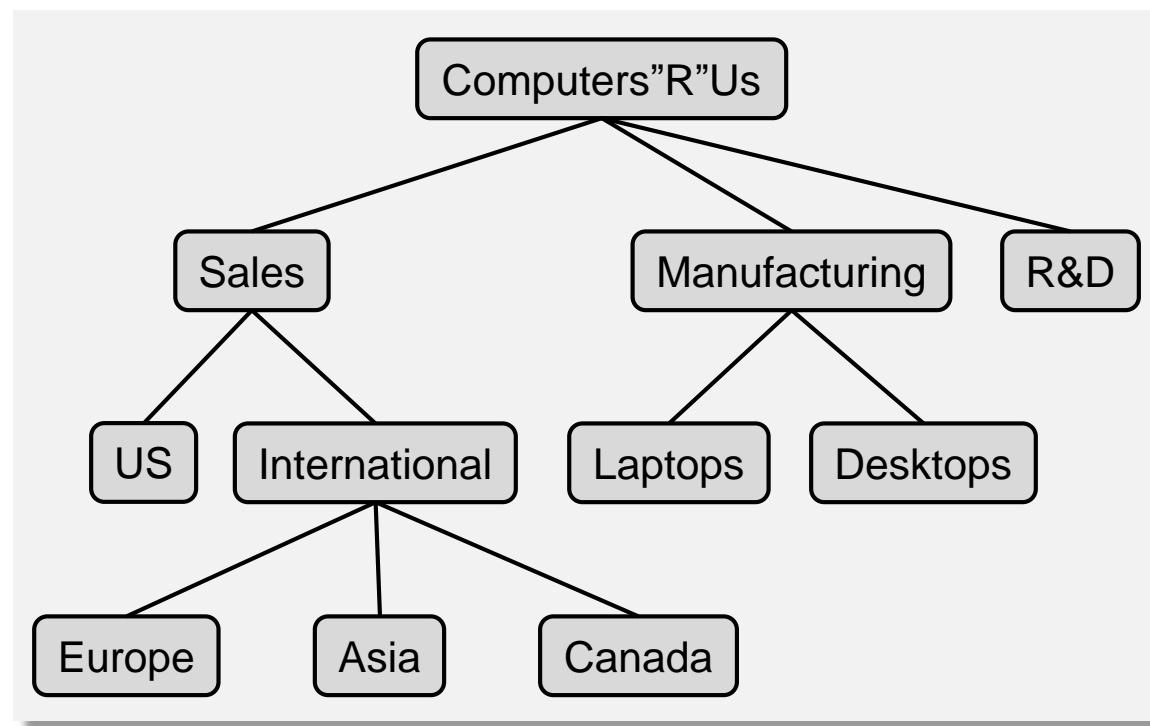 Computers”R”Us
Sales
Manufacturing
R&D
US
International
Laptops
Desktops
Europe
Asia
Canada